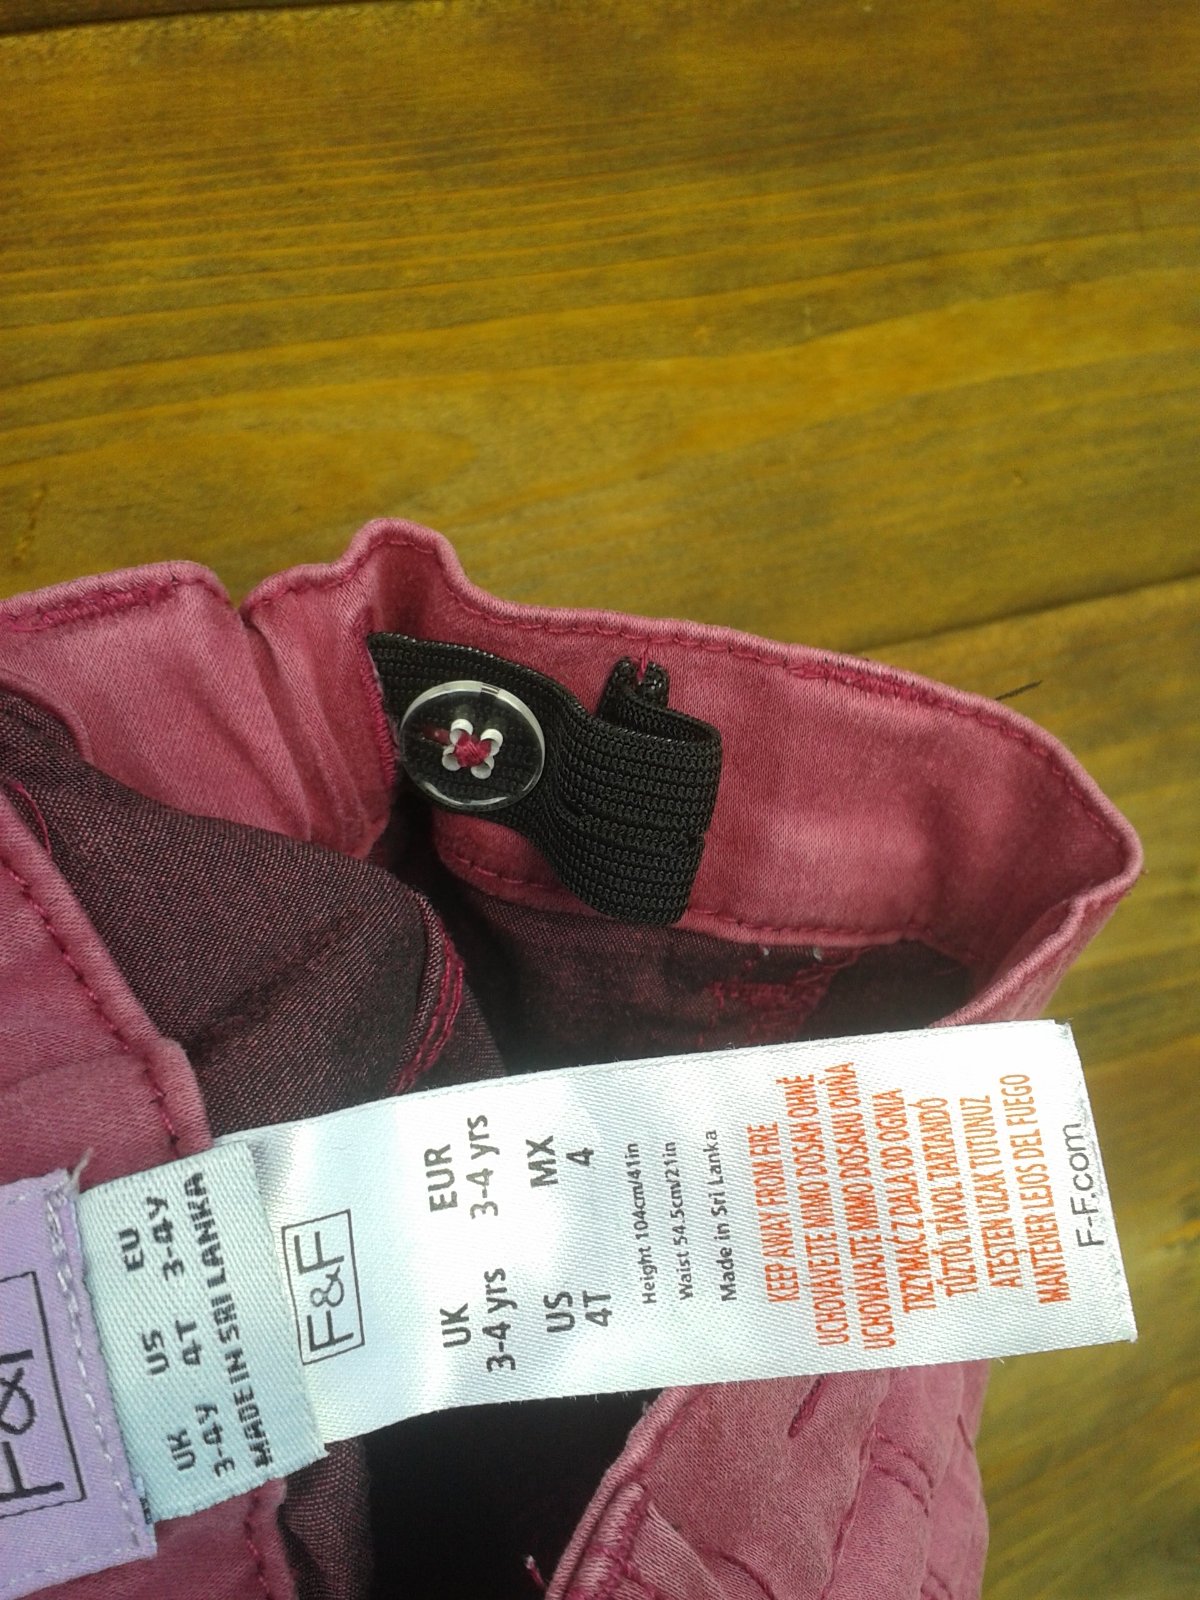 F&F
UK US EU
3-4Y 4T 3-4Y
MADE IN SRI LANKA
F&F
UK EUR
3-4 yrs 3-4 yrs
US MX
4T 4
Height 104cm/41in
Waist 54.5cm/21in
Made in Sri Lanka
KEEP AWAY FROM FIRE
UCHOVÁVEJTE MIMO DOSAH OHNĚ
UCHOVÁVAJTE MIMO DOSAHU OHŇA
TRZYMAĆ Z DALA OD OGNIA
TŰZTŐL TÁVOL TARTANDÓ
ATEŞTEN UZAK TUTUNUZ
MANTENER LEJOS DEL FUEGO
F-F.com